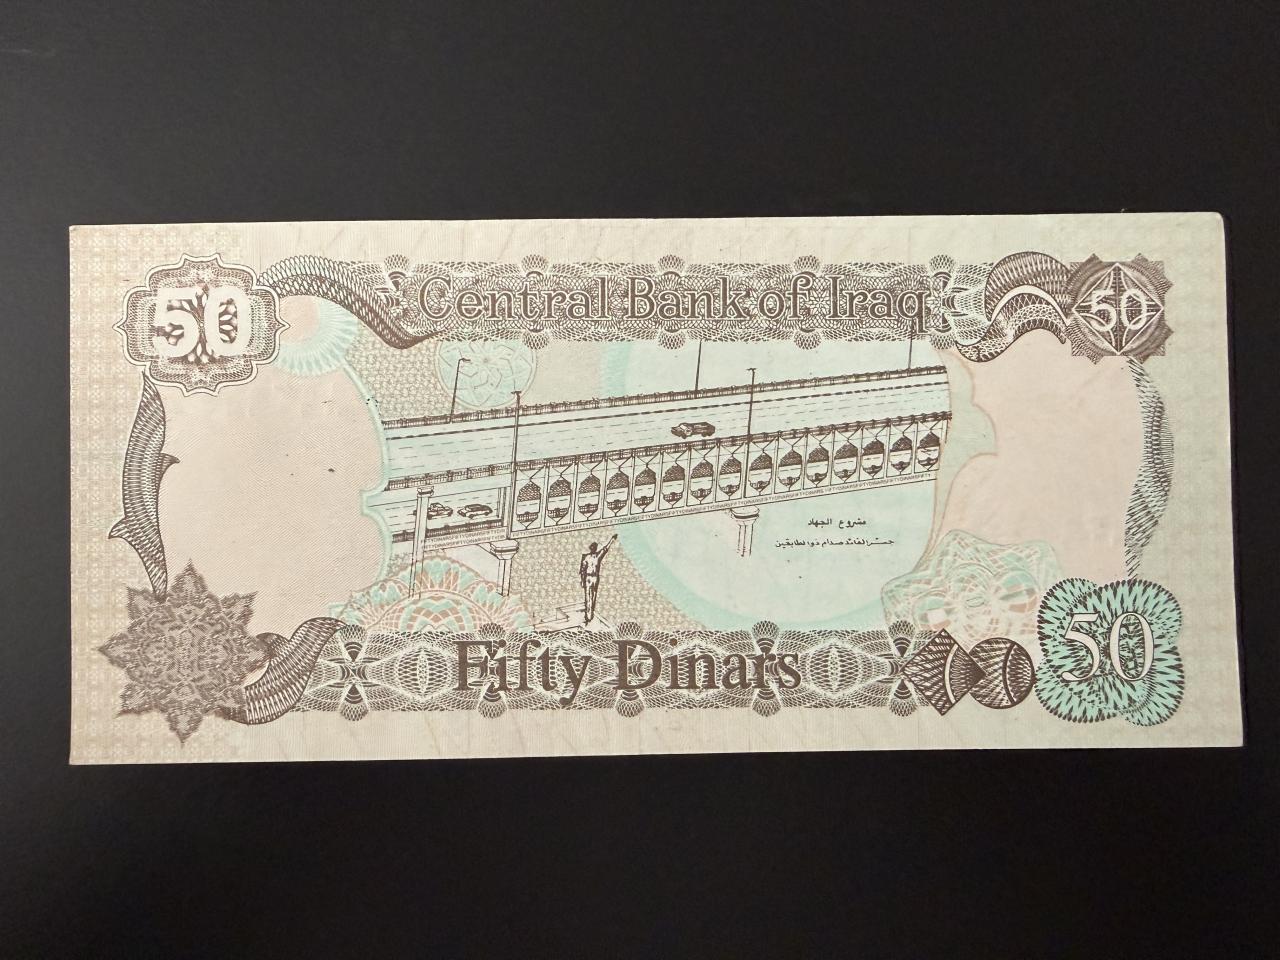 50
Central Bank of Iraq
50
مشروع الجهاد
جسر القائد صدام ذو الطابقين
Fifty Dinars
50